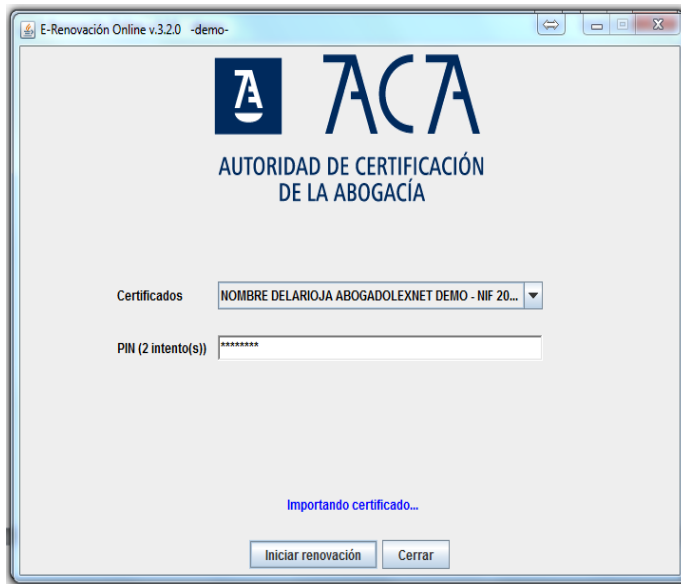 E-Renovación Online v.3.2.0 -demo-
ACA
AUTORIDAD DE CERTIFICACIÓN
DE LA ABOGACÍA
Certificados NOMBRE DELARIOJA ABOGADOLEXNET DEMO - NIF 20...
PIN (2 intento(s)) ********
Importando certificado...
Iniciar renovación Cerrar